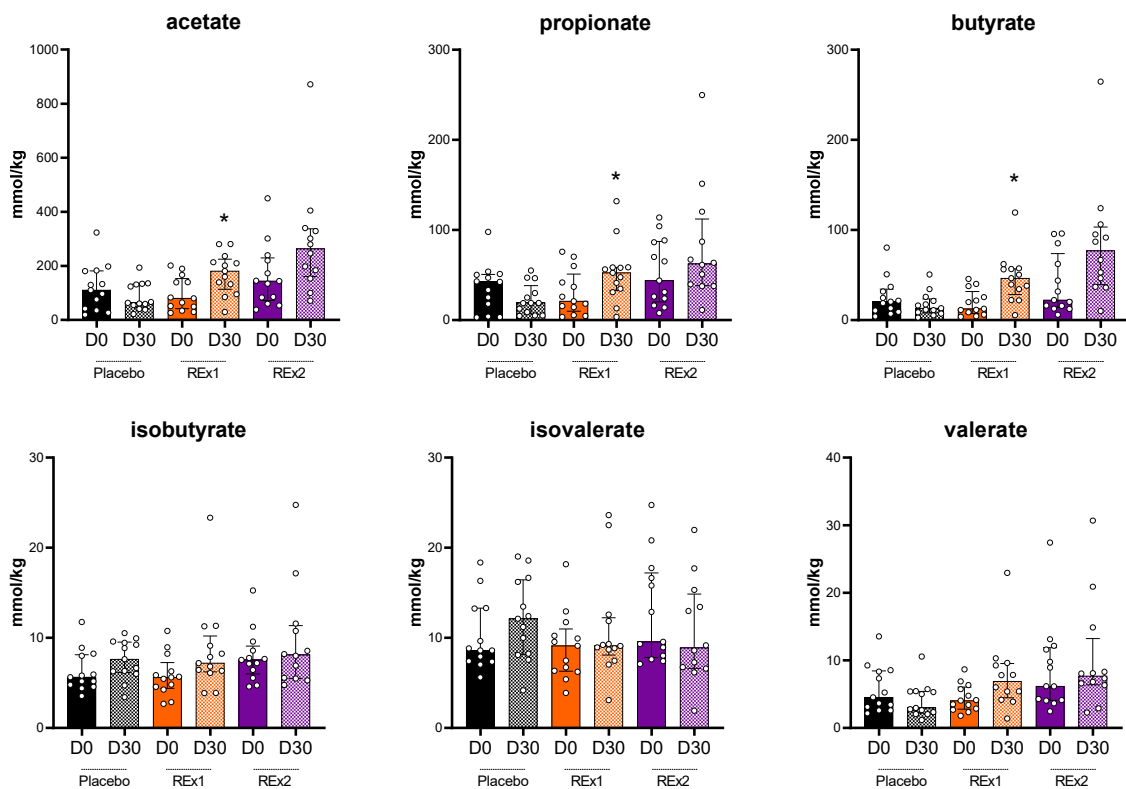 acetate
mmol/kg
1000
800
600
400
200
0
*
D0 D30 D0 D30 D0 D30
Placebo REx1 REx2
propionate
mmol/kg
300
200
100
0
*
D0 D30 D0 D30 D0 D30
Placebo REx1 REx2
butyrate
mmol/kg
300
200
100
0
*
D0 D30 D0 D30 D0 D30
Placebo REx1 REx2
isobutyrate
mmol/kg
30
20
10
0
D0 D30 D0 D30 D0 D30
Placebo REx1 REx2
isovalerate
mmol/kg
30
20
10
0
D0 D30 D0 D30 D0 D30
Placebo REx1 REx2
valerate
mmol/kg
40
30
20
10
0
D0 D30 D0 D30 D0 D30
Placebo REx1 REx2